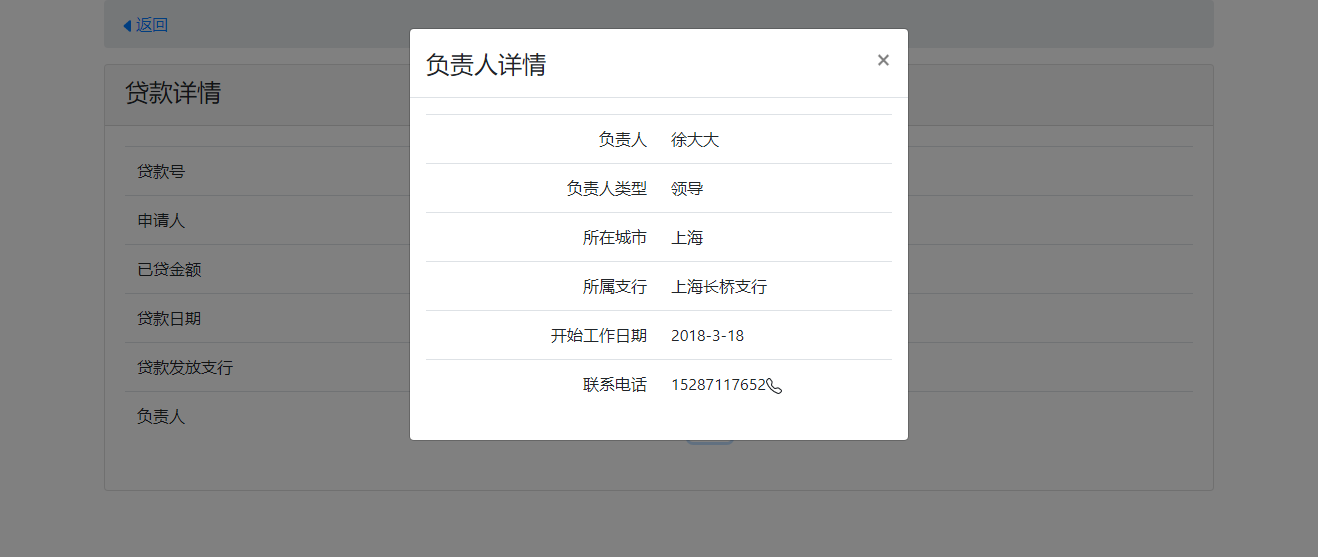 返回
贷款详情
贷款号
申请人
已贷金额
贷款日期
贷款发放支行
负责人
负责人详情 ×
负责人 徐大大
负责人类型 领导
所在城市 上海
所属支行 上海长桥支行
开始工作日期 2018-3-18
联系电话 15287117652